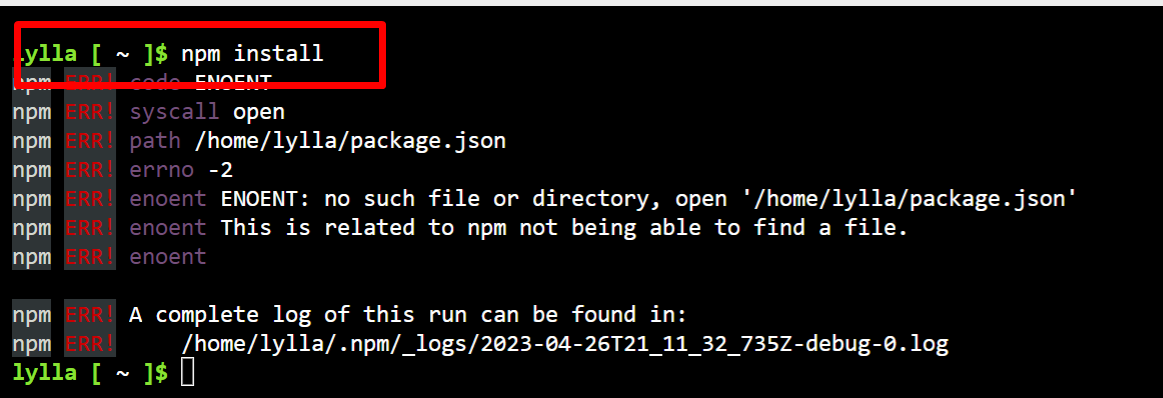 lylla [ ~ ]$ npm install
npm ERR! code ENOENT
npm ERR! syscall open
npm ERR! path /home/lylla/package.json
npm ERR! errno -2
npm ERR! enoent ENOENT: no such file or directory, open '/home/lylla/package.json'
npm ERR! enoent This is related to npm not being able to find a file.
npm ERR! enoent
npm ERR! A complete log of this run can be found in:
npm ERR!     /home/lylla/.npm/_logs/2023-04-26T21_11_32_735Z-debug-0.log
lylla [ ~ ]$